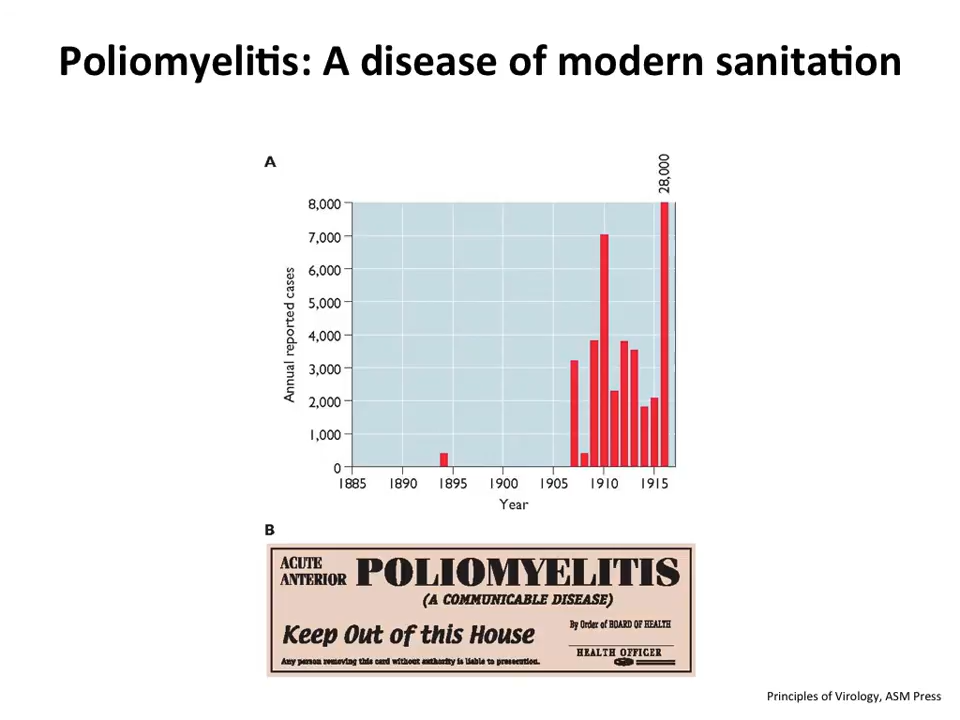 Poliomyelitis: A disease of modern sanitation
A
28,000
8,000
7,000
6,000
5,000
4,000
3,000
2,000
1,000
0
Annual reported cases
1885 1890 1895 1900 1905 1910 1915
Year
B
ACUTE
ANTERIOR
POLIOMYELITIS
(A COMMUNICABLE DISEASE)
Keep Out of this House
By Order of BOARD OF HEALTH
HEALTH OFFICER
Any person removing this card without authority is liable to prosecution.
Principles of Virology, ASM Press